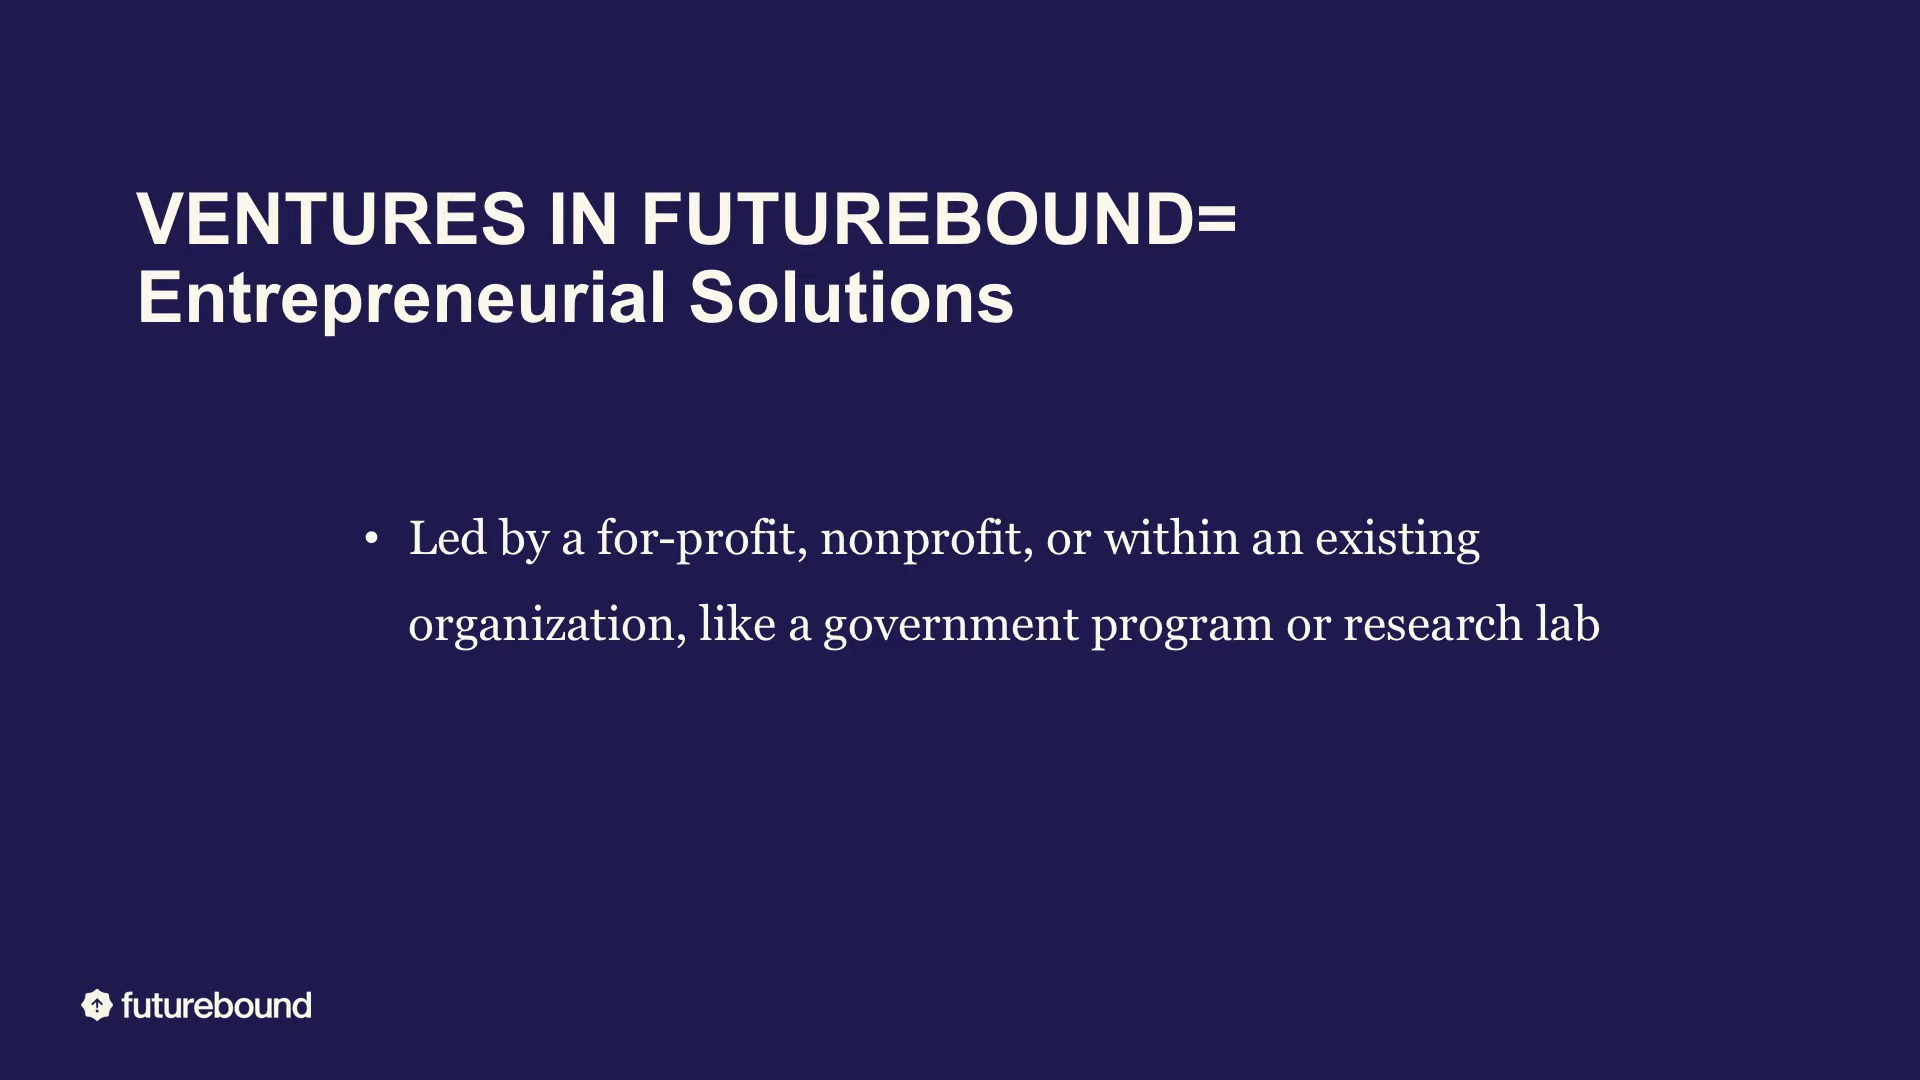 VENTURES IN FUTUREBOUND=
Entrepreneurial Solutions
• Led by a for-profit, nonprofit, or within an existing
organization, like a government program or research lab
futurebound